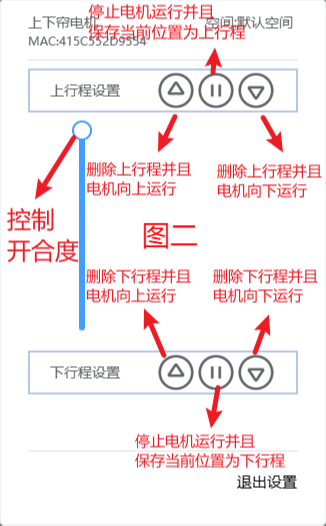 停止电机运行并且
上下帘电机
空间:默认空间
保存当前位置为上行程
MAC:415C552D9554
上行程设置
删除上行程并且
电机向上运行
删除上行程并且
电机向下运行
控制
开合度
图二
删除下行程并且
电机向上运行
删除下行程并且
电机向下运行
下行程设置
停止电机运行并且
保存当前位置为下行程
退出设置